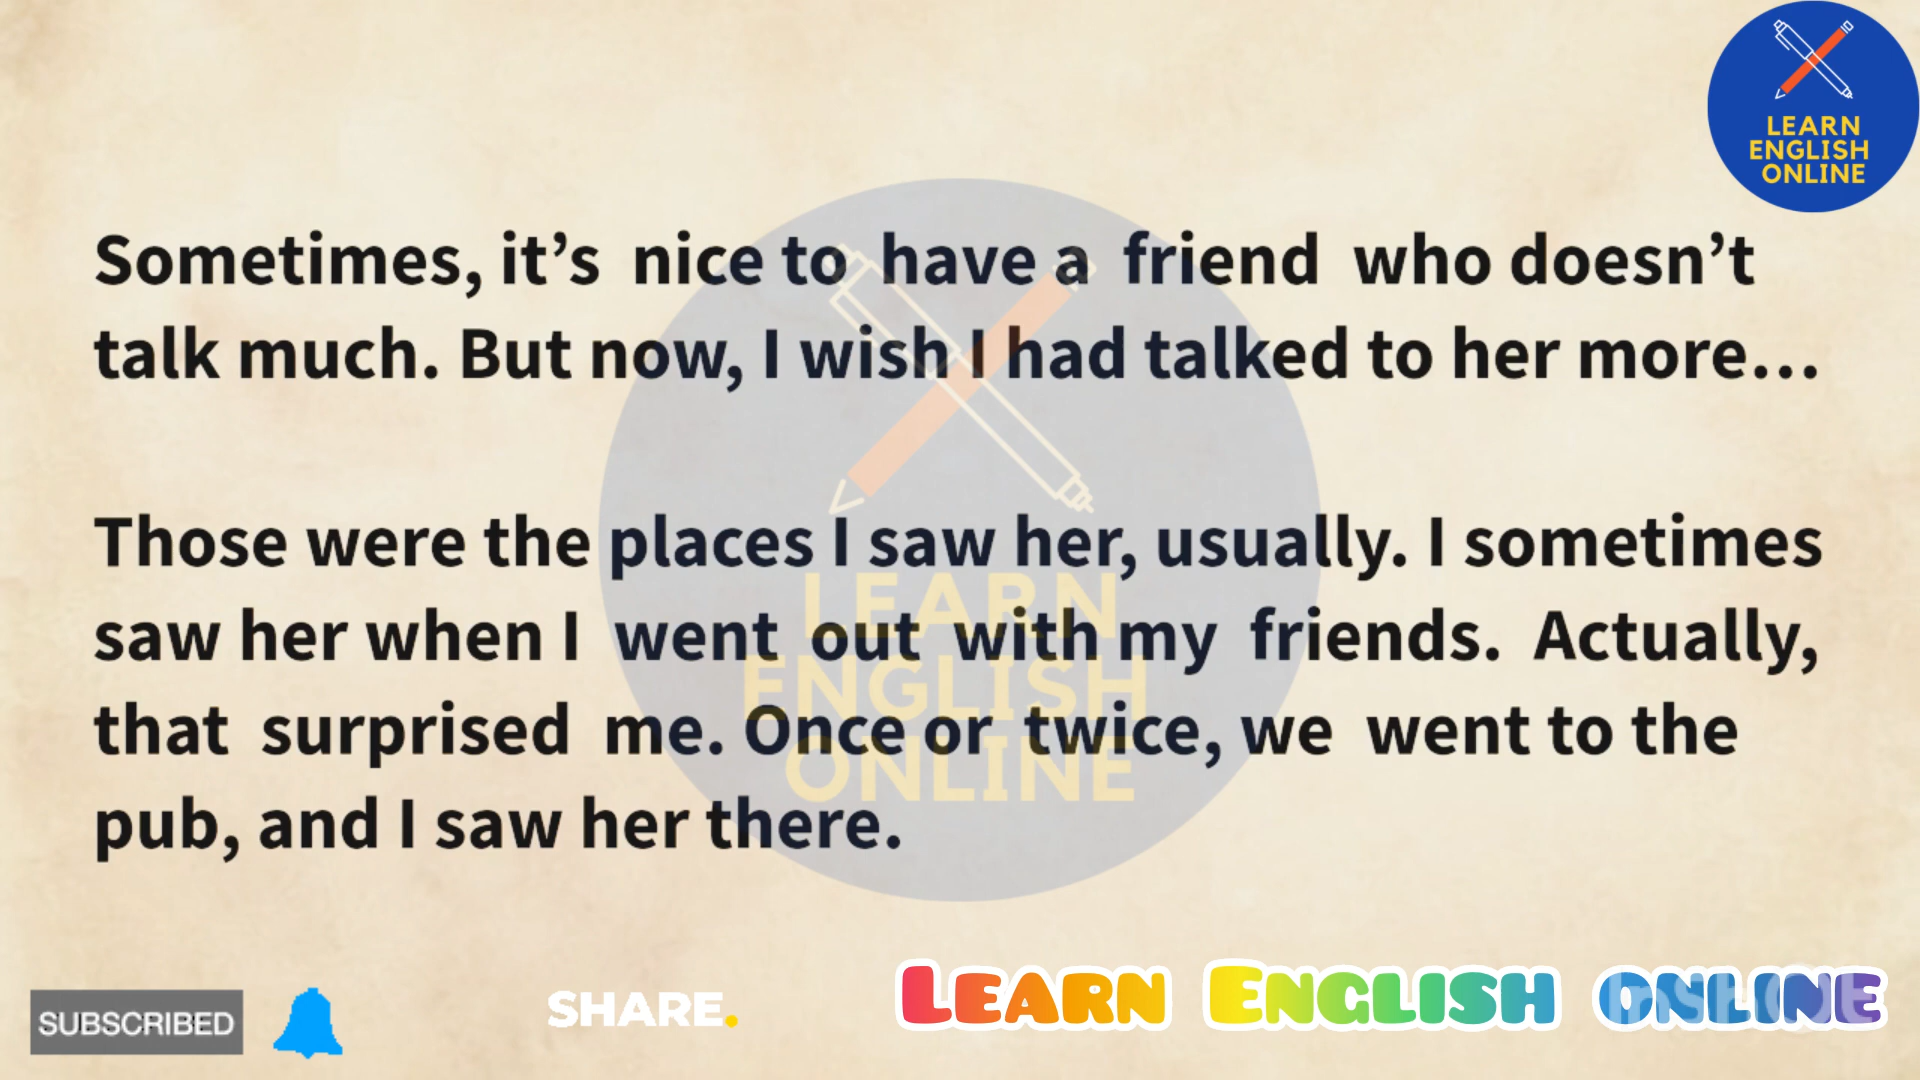 LEARN
ENGLISH
ONLINE
Sometimes, it’s nice to have a friend who doesn’t
talk much. But now, I wish I had talked to her more…
Those were the places I saw her, usually. I sometimes
saw her when I went out with my friends. Actually,
that surprised me. Once or twice, we went to the
pub, and I saw her there.
LEARN
ENGLISH
ONLINE
SUBSCRIBED
SHARE.
LEARN ENGLISH ONLINE
InShOt